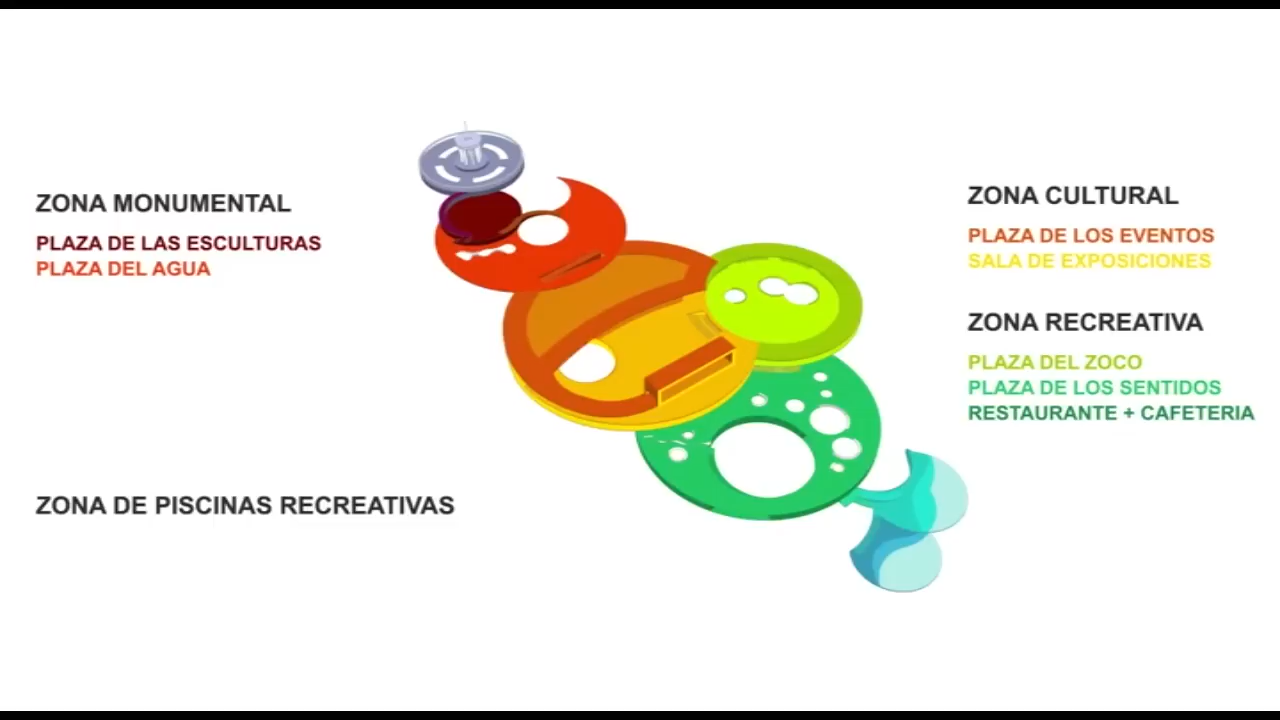 ZONA MONUMENTAL
PLAZA DE LAS ESCULTURAS
PLAZA DEL AGUA
ZONA DE PISCINAS RECREATIVAS
ZONA CULTURAL
PLAZA DE LOS EVENTOS
SALA DE EXPOSICIONES
ZONA RECREATIVA
PLAZA DEL ZOCO
PLAZA DE LOS SENTIDOS
RESTAURANTE + CAFETERIA